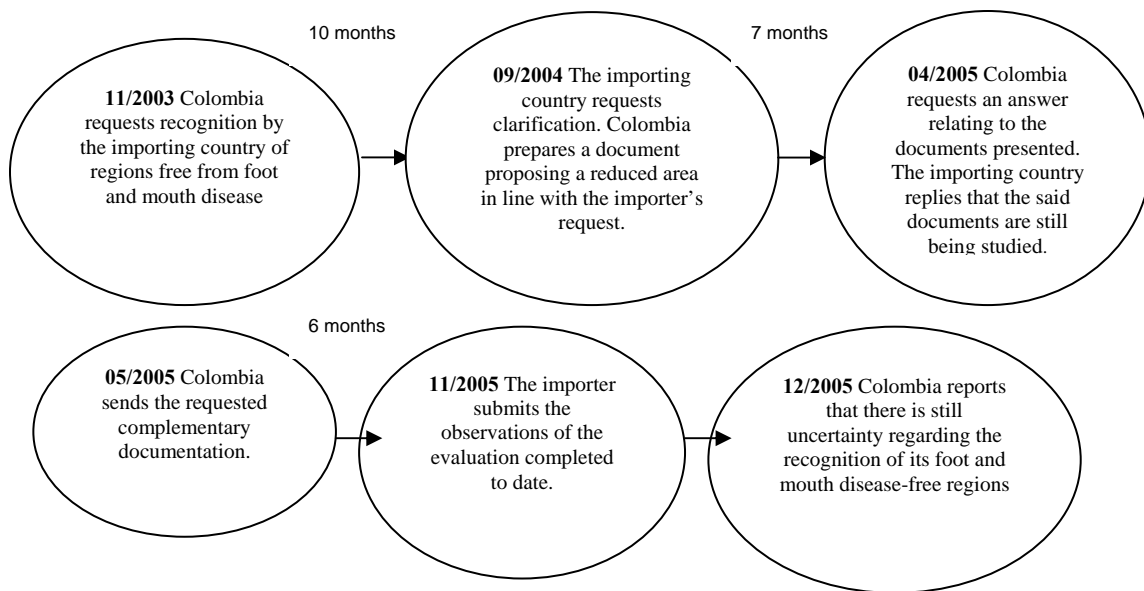 10 months
7 months
11/2003 Colombia
requests recognition by
the importing country of
regions free from foot
and mouth disease
09/2004 The importing
country requests
clarification. Colombia
prepares a document
proposing a reduced area
in line with the importer's
request.
04/2005 Colombia
requests an answer
relating to the
documents presented.
The importing country
replies that the said
documents are still
being studied.
6 months
05/2005 Colombia
sends the requested
complementary
documentation.
11/2005 The importer
submits the
observations of the
evaluation completed
to date.
12/2005 Colombia reports
that there is still
uncertainty regarding the
recognition of its foot and
mouth disease-free regions